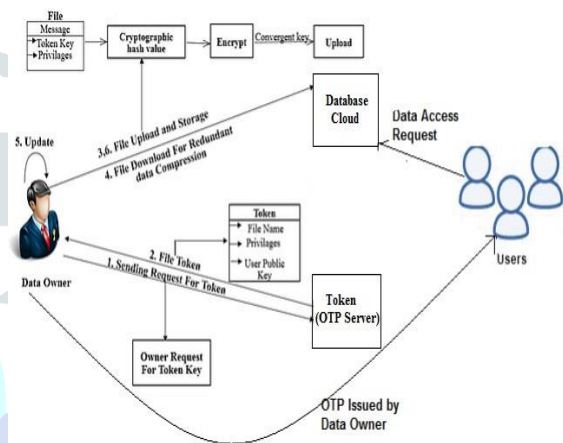 File
Message
Token Key
Privilages
Cryptographic
hash value
Encrypt
Convergent key
Upload
Database
Cloud
Data Access
Request
3,6. File Upload and Storage
4. File Download For Redundant
data Compression
5. Update
Data Owner
Users
Token
File Name
Privilages
User Public
Key
2. File Token
1. Sending Request For Token
Token
(OTP Server)
Owner Request
For Token Key
OTP Issued by
Data Owner